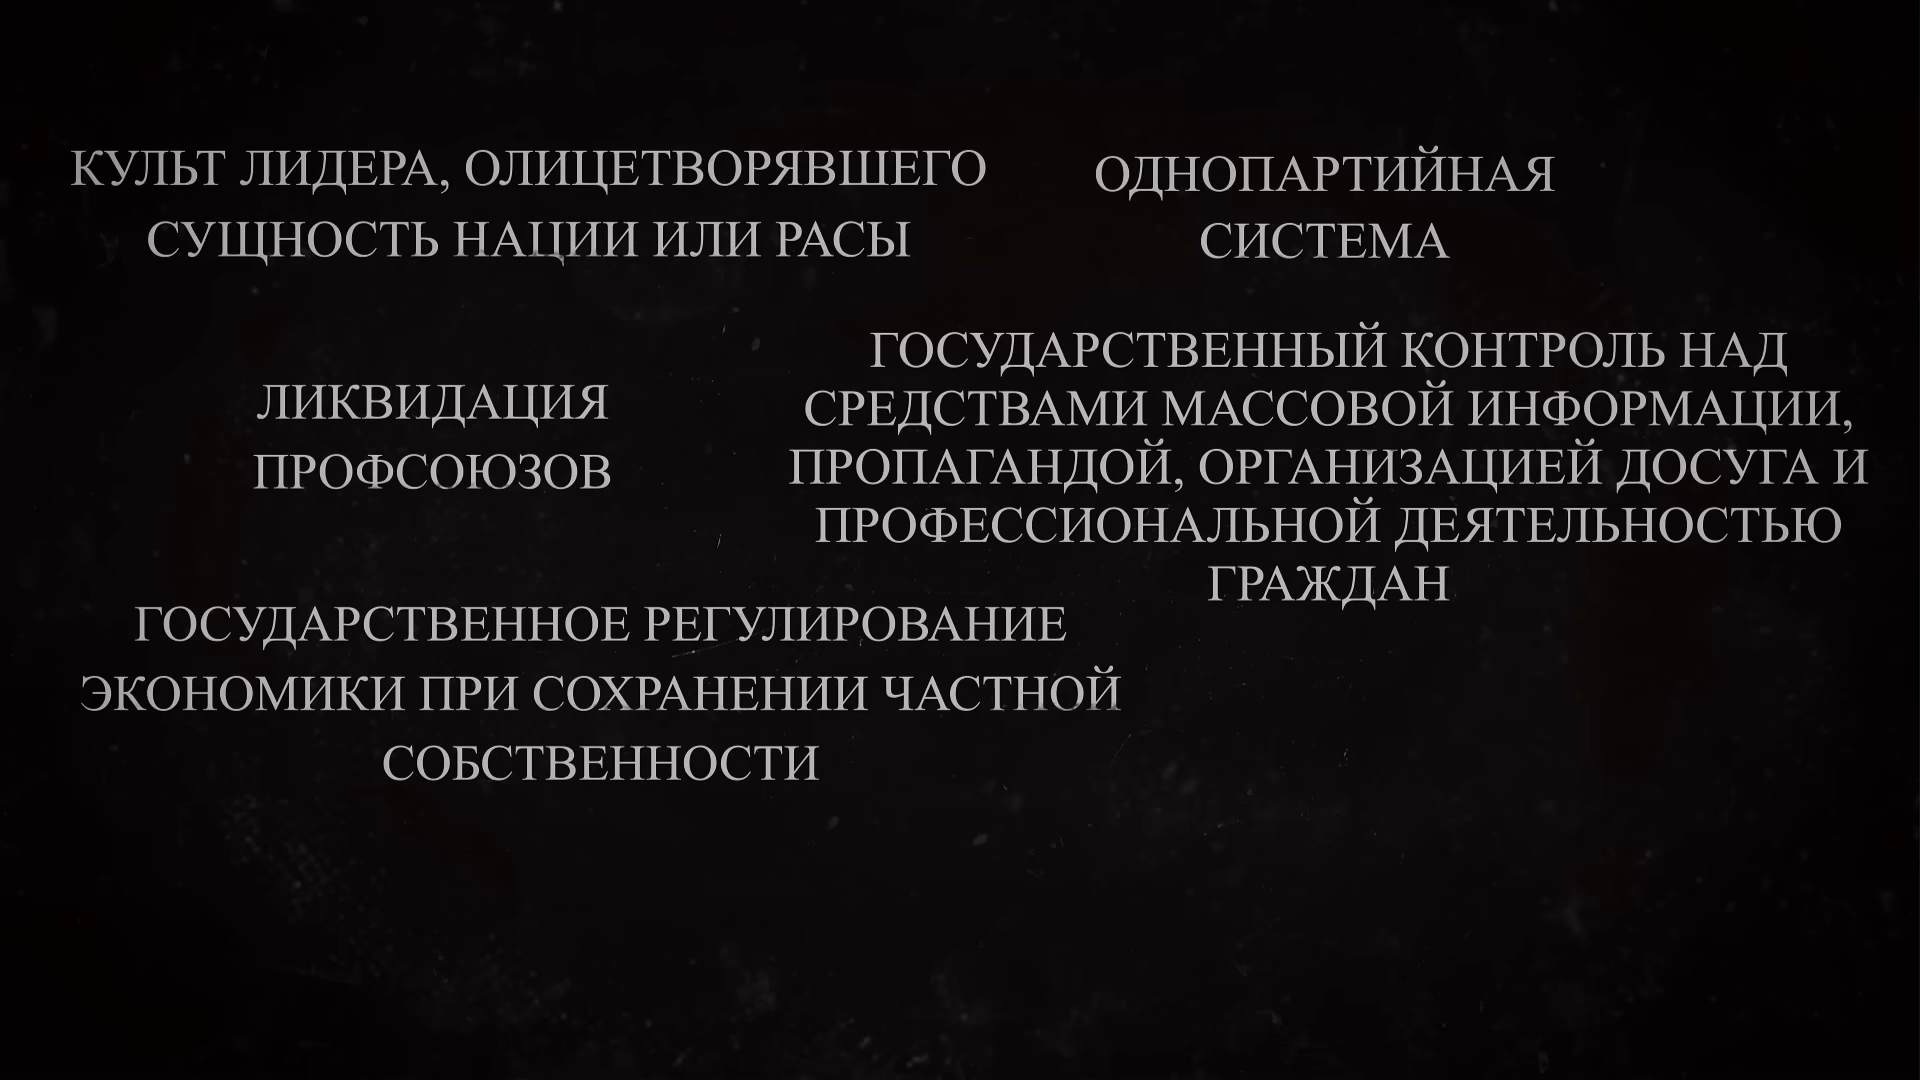 КУЛЬТ ЛИДЕРА, ОЛИЦЕТВОРЯВШЕГО
СУЩНОСТЬ НАЦИИ ИЛИ РАСЫ
ОДНОПАРТИЙНАЯ
СИСТЕМА
ЛИКВИДАЦИЯ
ПРОФСОЮЗОВ
ГОСУДАРСТВЕННЫЙ КОНТРОЛЬ НАД
СРЕДСТВАМИ МАССОВОЙ ИНФОРМАЦИИ,
ПРОПАГАНДОЙ, ОРГАНИЗАЦИЕЙ ДОСУГА И
ПРОФЕССИОНАЛЬНОЙ ДЕЯТЕЛЬНОСТЬЮ
ГРАЖДАН
ГОСУДАРСТВЕННОЕ РЕГУЛИРОВАНИЕ
ЭКОНОМИКИ ПРИ СОХРАНЕНИИ ЧАСТНОЙ
СОБСТВЕННОСТИ